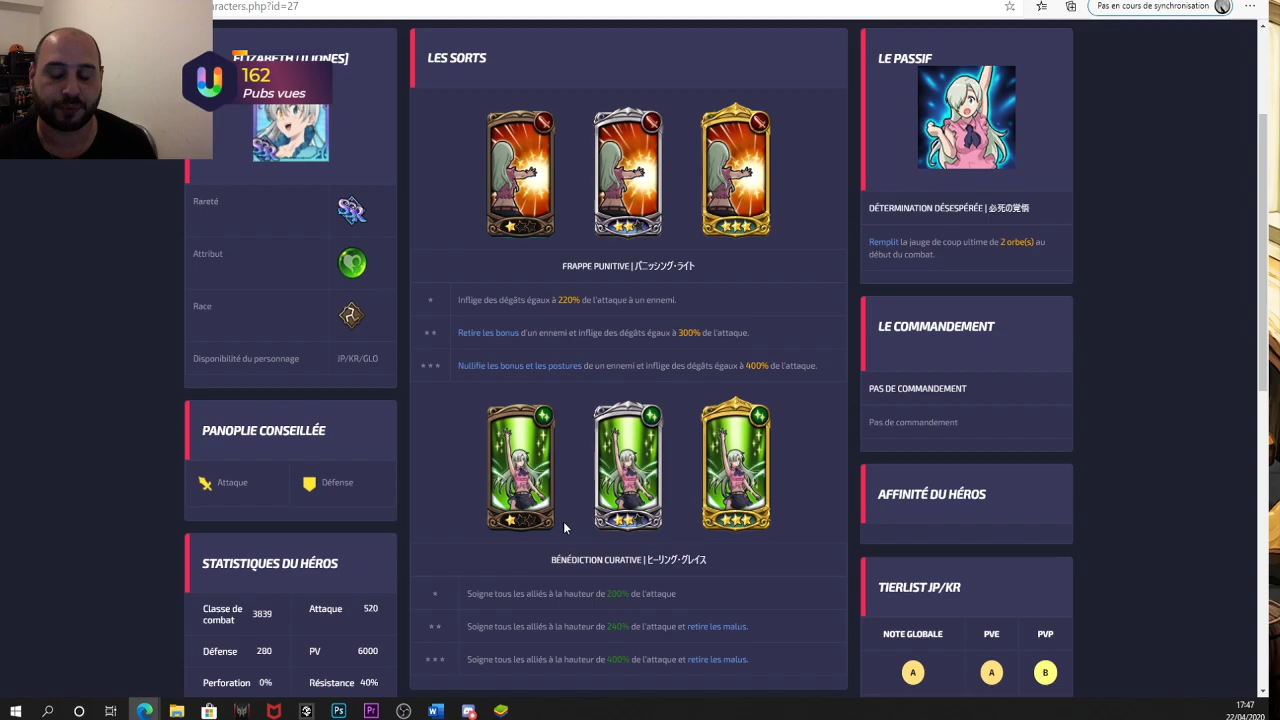 aracters.php?id=27
Pas en cours de synchronisation
ELIZABETH [LIONES]
162
Pubs vues
Rareté
Attribut
Race
Disponibilité du personnage JP/KR/GLO
PANOPLIE CONSEILLÉE
Attaque Défense
STATISTIQUES DU HÉROS
Classe de combat 3839 Attaque 520
Défense 280 PV 6000
Perforation 0% Résistance 40%
LES SORTS
FRAPPE PUNITIVE | バニッシング・ライト
Inflige des dégâts égaux à 220% de l'attaque à un ennemi.
Retire les bonus d'un ennemi et inflige des dégâts égaux à 300% de l'attaque.
Nullifie les bonus et les postures de un ennemi et inflige des dégâts égaux à 400% de l'attaque.
BÉNÉDICTION CURATIVE | ヒーリング・グレイス
Soigne tous les alliés à la hauteur de 200% de l'attaque
Soigne tous les alliés à la hauteur de 240% de l'attaque et retire les malus.
Soigne tous les alliés à la hauteur de 400% de l'attaque et retire les malus.
LE PASSIF
DÉTERMINATION DÉSESPÉRÉE | 必死の覚悟
Remplit la jauge de coup ultime de 2 orbe(s) au
début du combat.
LE COMMANDEMENT
PAS DE COMMANDEMENT
Pas de commandement
AFFINITÉ DU HÉROS
TIERLIST JP/KR
NOTE GLOBALE PVE PVP
A A B
17:47
22/04/2020